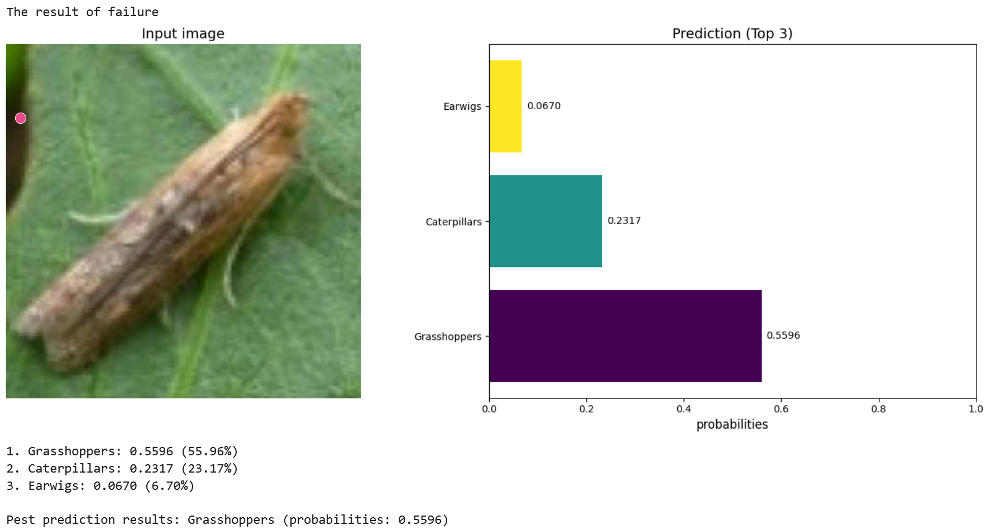 The result of failure
Input image
Prediction (Top 3)
Earwigs
0.0670
Caterpillars
0.2317
Grasshoppers
0.5596
0.0 0.2 0.4 0.6 0.8 1.0
probabilities
1. Grasshoppers: 0.5596 (55.96%)
2. Caterpillars: 0.2317 (23.17%)
3. Earwigs: 0.0670 (6.70%)
Pest prediction results: Grasshoppers (probabilities: 0.5596)